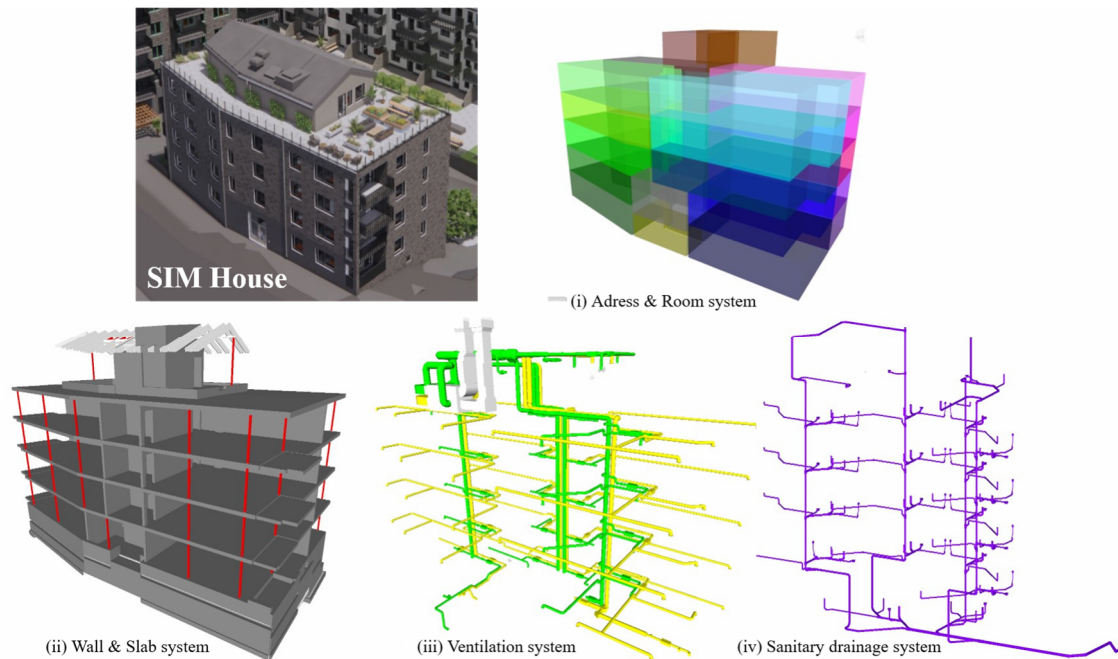 SIM House
(i) Adress & Room system
(ii) Wall & Slab system
(iii) Ventilation system
(iv) Sanitary drainage system